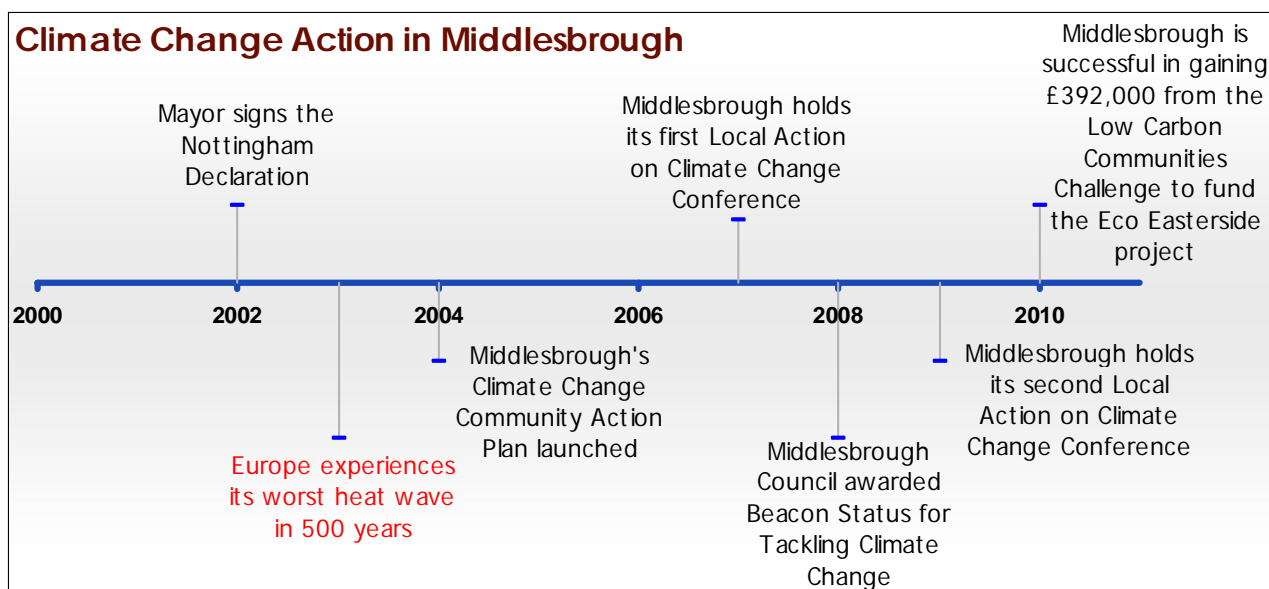 Climate Change Action in Middlesbrough
Mayor signs the
Nottingham
Declaration
Middlesbrough holds
its first Local Action
on Climate Change
Conference
Middlesbrough is
successful in gaining
£392,000 from the
Low Carbon
Communities
Challenge to fund
the Eco Easterside
project
2000
2002
2004
2006
2008
2010
Europe experiences
its worst heat wave
in 500 years
Middlesbrough's
Climate Change
Community Action
Plan launched
Middlesbrough
Council awarded
Beacon Status for
Tackling Climate
Change
Middlesbrough holds
its second Local
Action on Climate
Change Conference